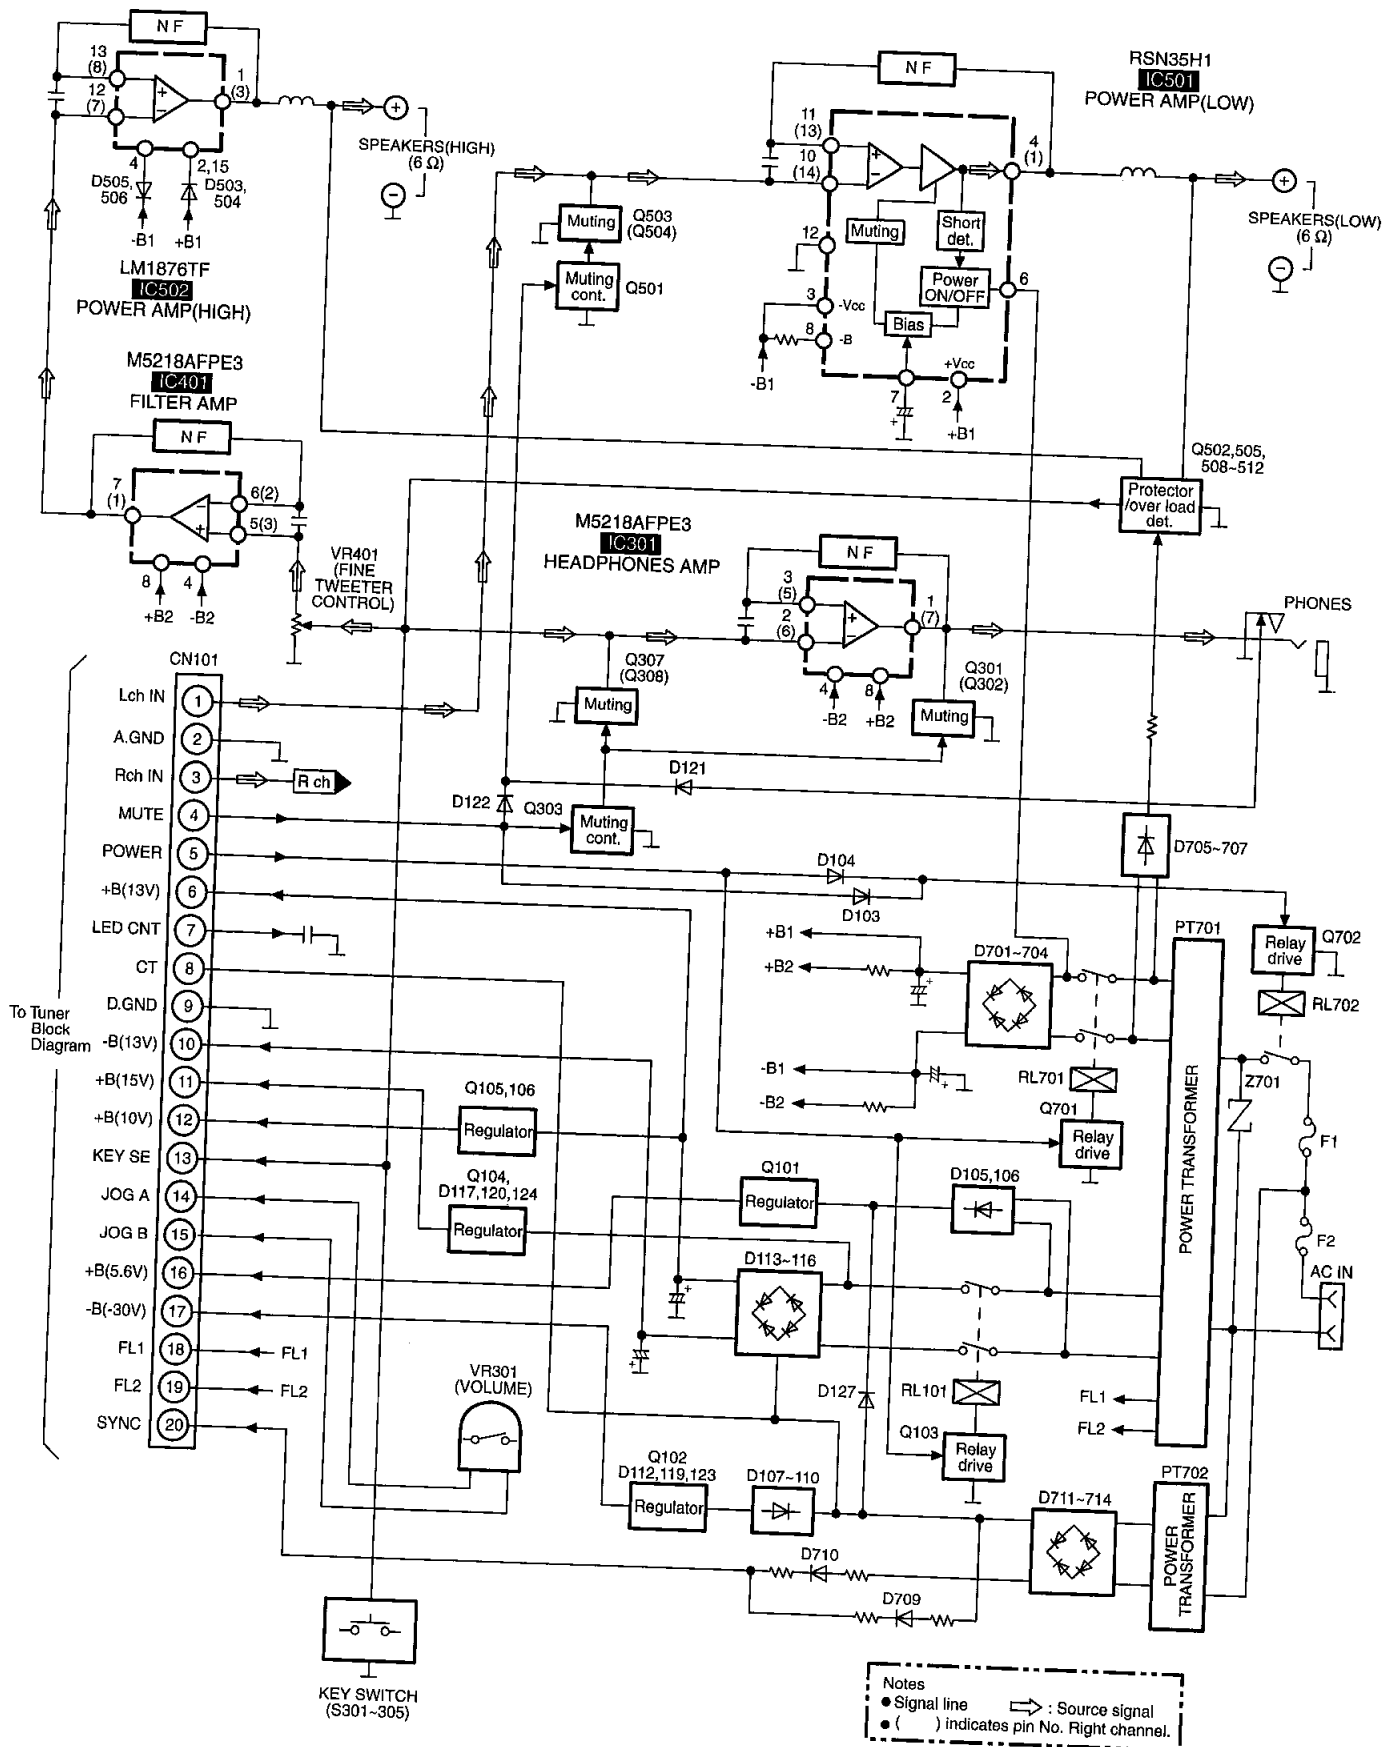 N F
13
(8)
12
(7)
1
(3)
4
2,15
D505,
506
D503,
504
-B1
+B1
LM1876TF
IC502
POWER AMP(HIGH)
+
−
SPEAKERS(HIGH)
(6 Ω)
+
−
RSN35H1
IC501
POWER AMP(LOW)
N F
11
(13)
10
(14)
4
(1)
+
−
Muting
Short
det.
Power
ON/OFF
Bias
12
3
-Vcc
8
-B
6
7
+
+Vcc
2
-B1
+B1
SPEAKERS(LOW)
(6 Ω)
+
−
Muting
Q503
(Q504)
Muting
cont.
Q501
M5218AFPE3
IC401
FILTER AMP
N F
7
(1)
6(2)
5(3)
−
+
8
4
+B2
-B2
VR401
(FINE
TWEETER
CONTROL)
Q502,505,
508~512
Protector
/over load
det.
M5218AFPE3
IC301
HEADPHONES AMP
N F
3
(5)
2
(6)
1
(7)
+
−
4
8
-B2
+B2
Q307
(Q308)
Muting
Q301
(Q302)
Muting
PHONES
D121
D122
Q303
Muting
cont.
CN101
Lch IN 1
A.GND 2
Rch IN 3 R ch
MUTE 4
POWER 5
+B(13V) 6
LED CNT 7
CT 8
D.GND 9
-B(13V) 10
+B(15V) 11
+B(10V) 12
KEY SE 13
JOG A 14
JOG B 15
+B(5.6V) 16
-B(-30V) 17
FL1 18 FL1
FL2 19 FL2
SYNC 20
To Tuner
Block
Diagram
D104
D103
D705~707
+B1
+B2
+
D701~704
-B1
-B2
+
PT701
POWER TRANSFORMER
Q702
Relay
drive
RL702
RL701
Q701
Relay
drive
Z701
F1
F2
AC IN
Q105,106
Regulator
Q104,
D117,120,124
Regulator
Q101
Regulator
D105,106
D113~116
+
+
D127
RL101
Q103
Relay
drive
FL1
FL2
VR301
(VOLUME)
Q102
D112,119,123
Regulator
D107~110
D711~714
PT702
POWER
TRANSFORMER
D710
D709
KEY SWITCH
(S301~305)
Notes
● Signal line : Source signal
● ( ) indicates pin No. Right channel.